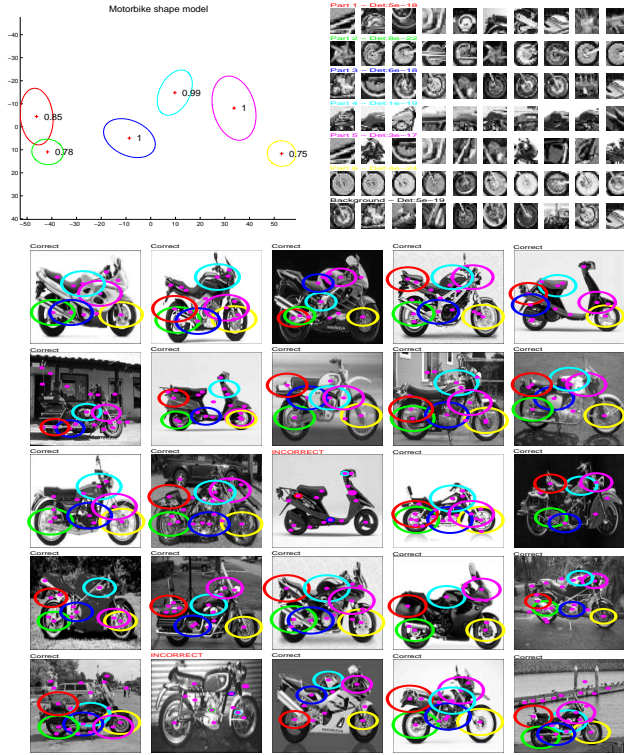 Motorbike shape model
−40
−30
−20
−10
0
10
20
30
40
−50 −40 −30 −20 −10 0 10 20 30 40 50
0.85
0.78
1
0.99
1
0.75
Part 1 − Det:5e−18
Part 2 − Det:8e−22
Part 3 − Det:6e−18
Part 4 − Det:1e−19
Part 5 − Det:3e−17
Background − Det:5e−19
Correct Correct Correct Correct Correct
Correct Correct Correct Correct Correct
Correct Correct INCORRECT Correct Correct
Correct Correct Correct Correct Correct
Correct INCORRECT Correct Correct Correct
HONDA